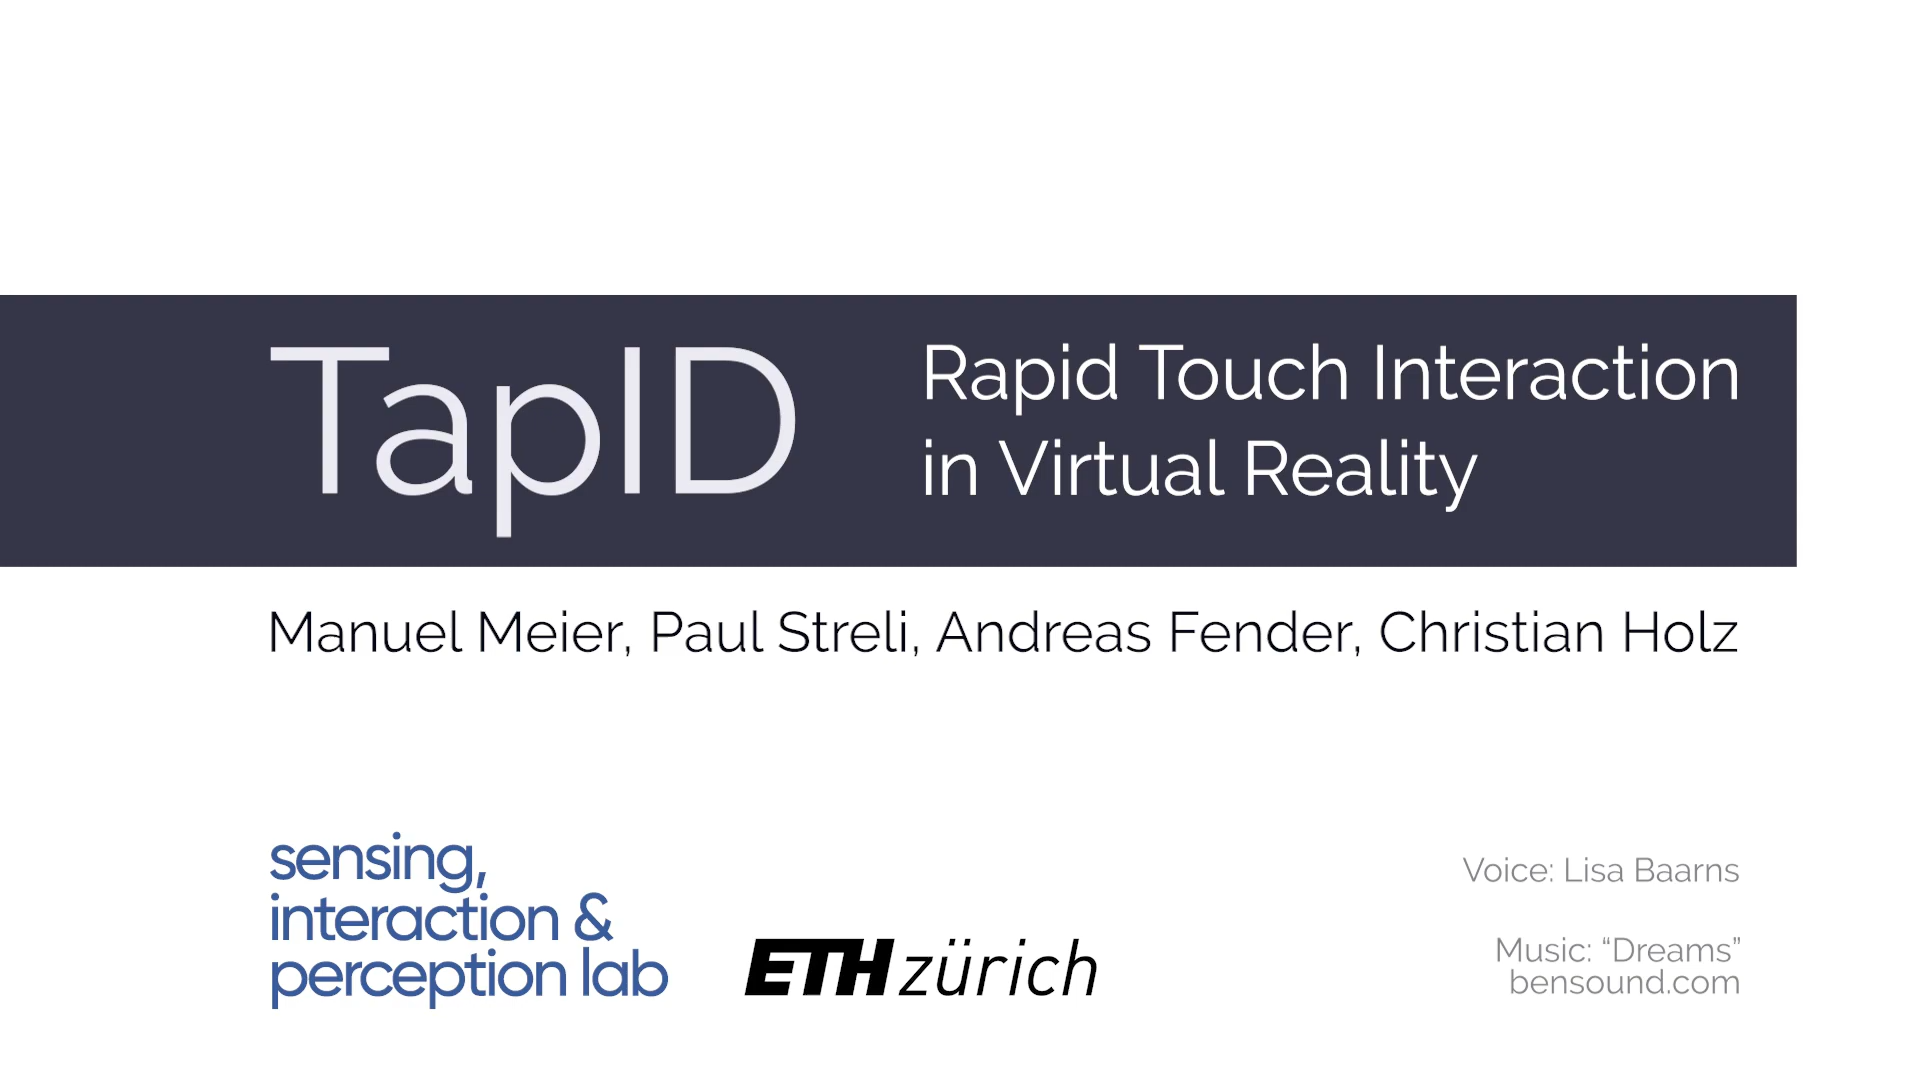 TapID
Rapid Touch Interaction
in Virtual Reality
Manuel Meier, Paul Streli, Andreas Fender, Christian Holz
sensing,
interaction &
perception lab
ETH zürich
Voice: Lisa Baarns
Music: “Dreams”
bensound.com